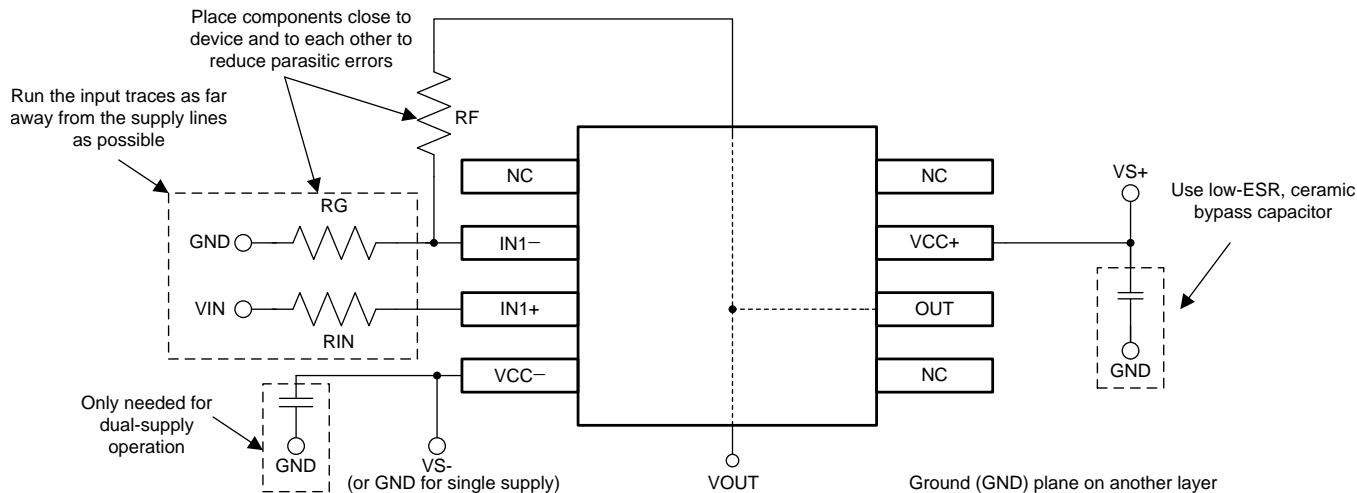 Place components close to
device and to each other to
reduce parasitic errors
Run the input traces as far
away from the supply lines
as possible
RF
NC
NC
VS+
Use low-ESR, ceramic
bypass capacitor
RG
GND
IN1−
VCC+
VIN
IN1+
OUT
RIN
VCC−
NC
GND
Only needed for
dual-supply
operation
GND
VS-
(or GND for single supply)
VOUT
Ground (GND) plane on another layer